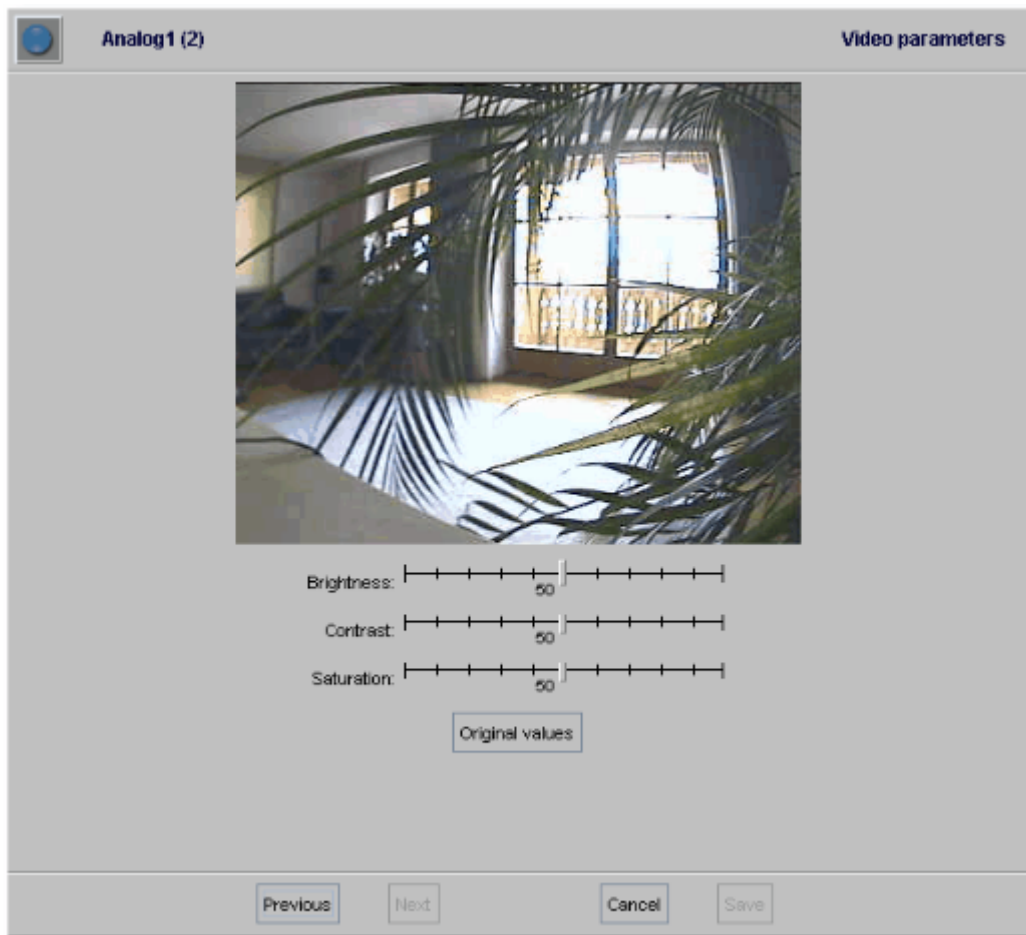 Analog1 (2) Video parameters
Brightness:
50
Contrast:
50
Saturation:
50
Original values
Previous Next Cancel Save